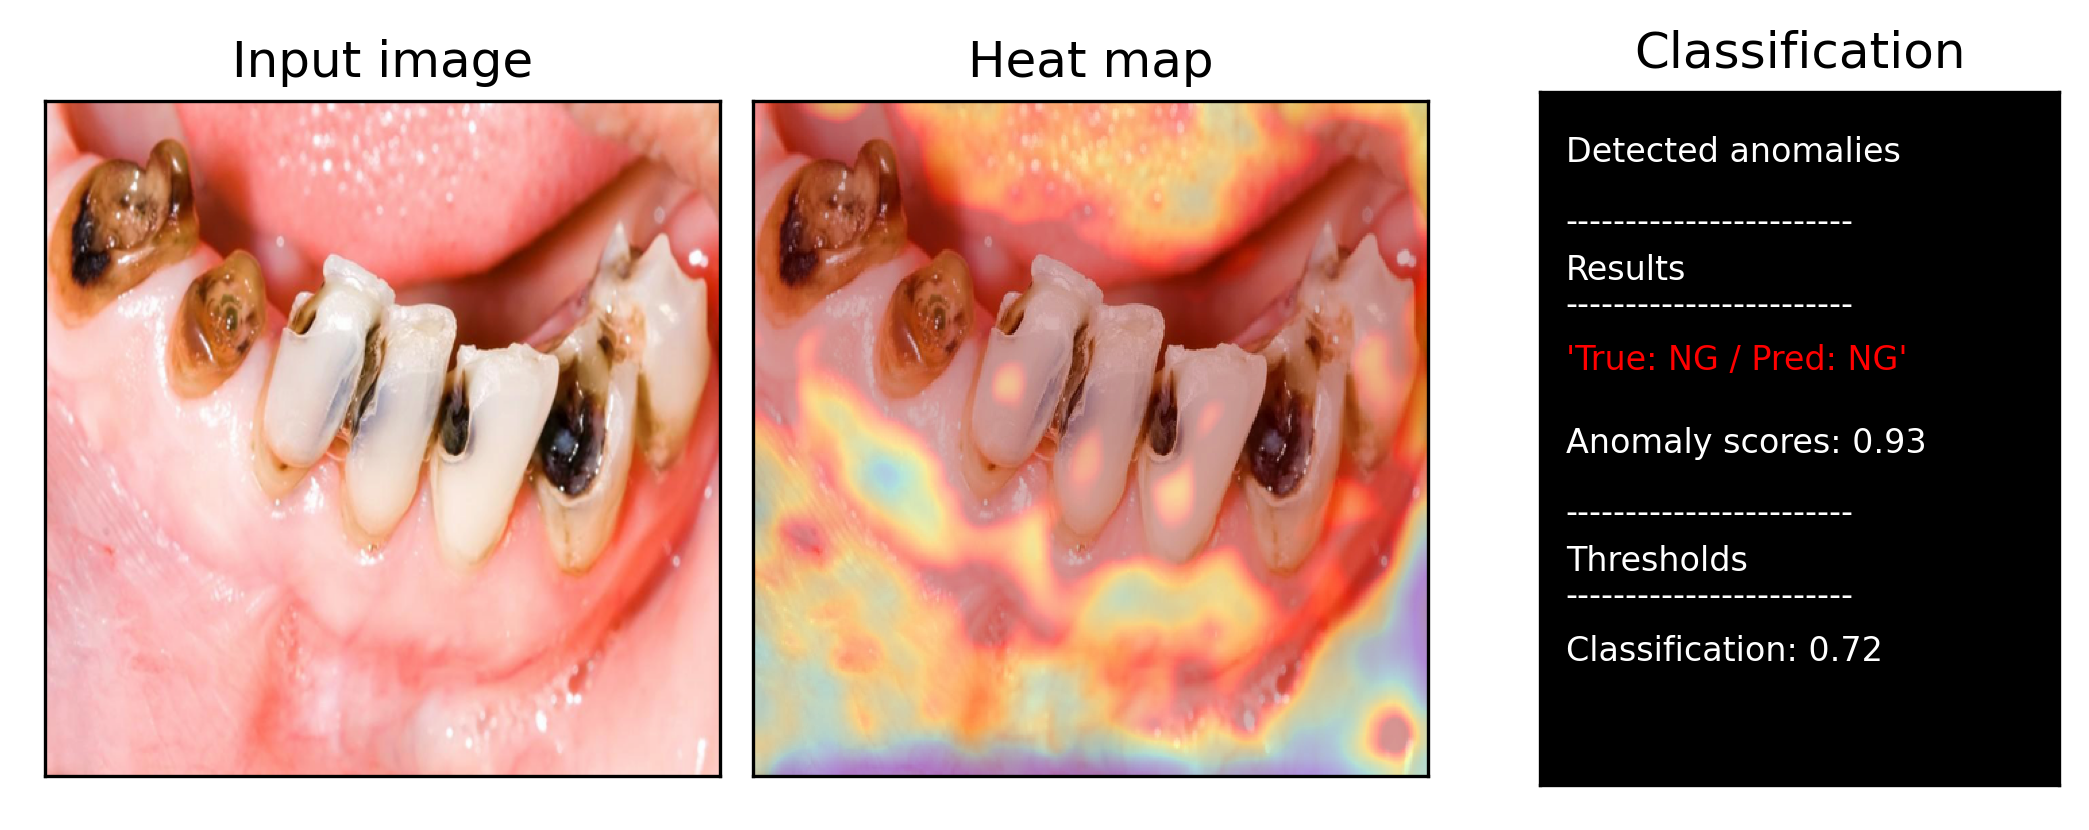 Input image
Heat map
Classification
Detected anomalies
------------------------
Results
------------------------
'True: NG / Pred: NG'
Anomaly scores: 0.93
------------------------
Thresholds
------------------------
Classification: 0.72